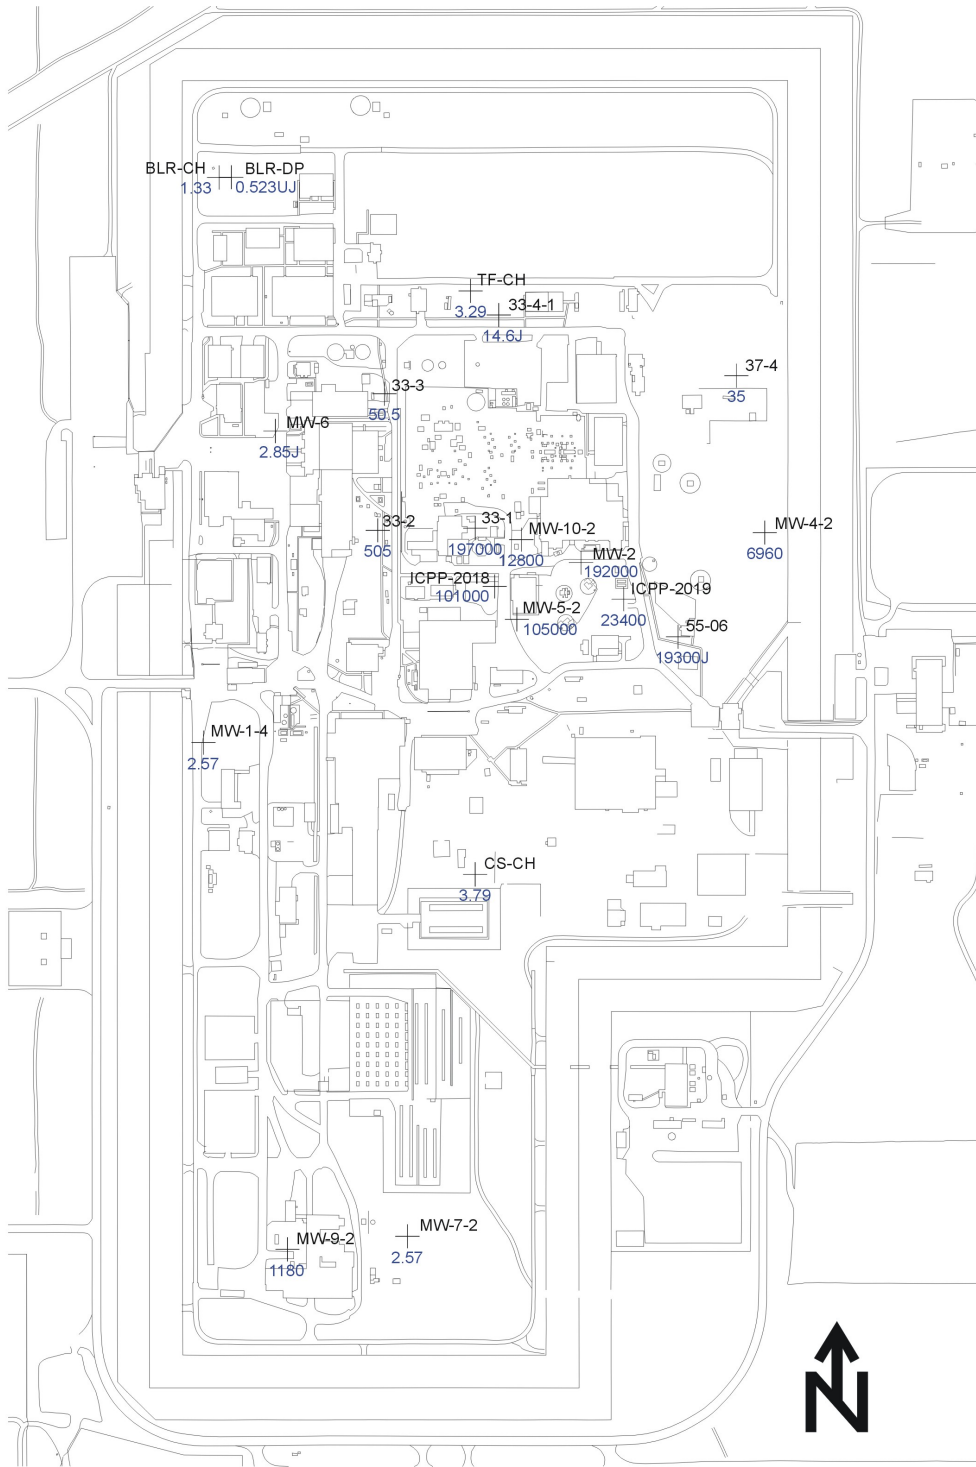 BLR-CH BLR-DP
1.33 0.523UJ
TF-CH
3.29 33-4-1
14.6J
37-4
35
33-3
50.5
MW-6
2.85J
33-2
505
33-1
197000
MW-10-2
12800
MW-4-2
6960
MW-2
192000
ICPP-2018
101000
ICPP-2019
23400
MW-5-2
105000
55-06
19300J
MW-1-4
2.57
CS-CH
3.79
MW-7-2
2.57
MW-9-2
1180
N